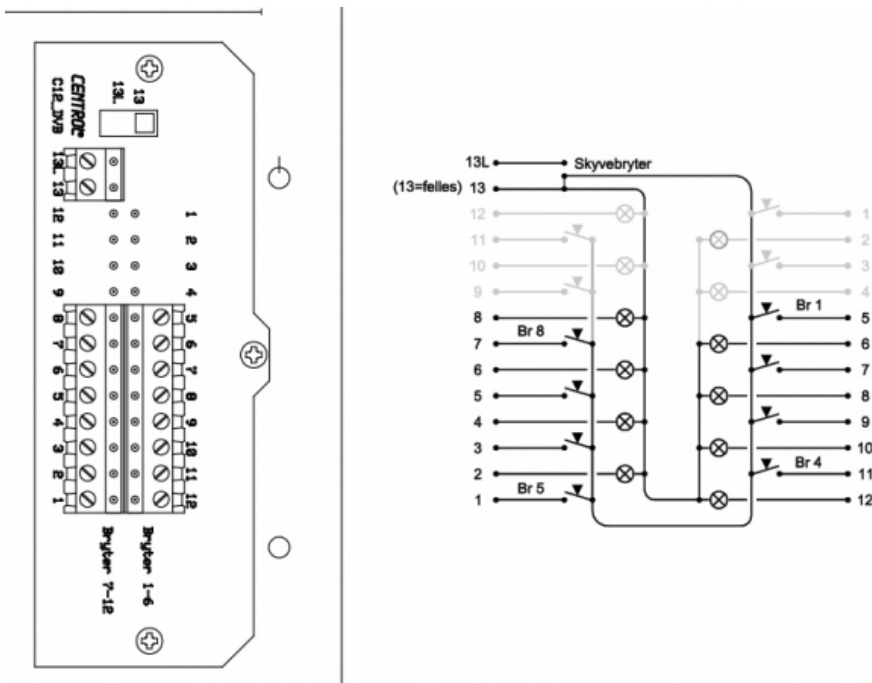 13L 13
CENTROL
C12_DVB
13L
13
12 1
11 2
10 3
9 4
8 5
7 6
6 7
5 8
4 9
3 10
2 11
1 12
Bryter 7-12
Bryter 1-6
13L Skyvebryter
(13=felles) 13
12 1
11 2
10 3
9 4
8 Br 1 5
7 Br 8 6
6 7
5 8
4 9
3 10
2 Br 4 11
1 Br 5 12